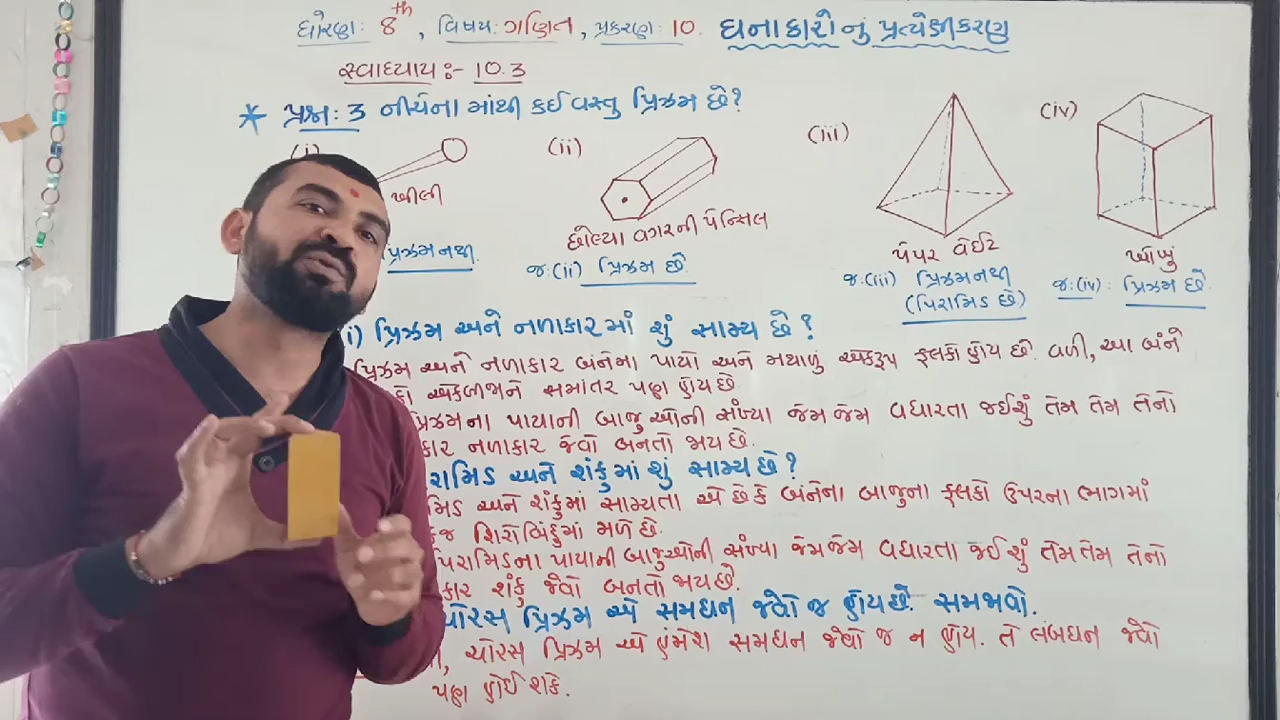 ધોરણ: 8th, વિષય: ગણિત, પ્રકરણ: 10. ઘનાકારોનું પ્રત્યેક્ષીકરણ
સ્વાધ્યાય :- 10.3
* પ્રશ્ન: 3 નીચેના માંથી કઈ વસ્તુ પ્રિઝમ છે?
(i) (ii) (iii) (iv)
ખીલી
છોલ્યા વગરની પેન્સિલ
પેપર વેઈટ
ખોખું
પ્રિઝમ નથી.
જ:(ii) પ્રિઝમ છે.
જ:(iii) પ્રિઝમ નથી
(પિરામિડ છે)
જ:(iv): પ્રિઝમ છે.
(i) પ્રિઝમ અને નળાકારમાં શું સામ્ય છે?
પ્રિઝમ અને નળાકાર બંનેમા પાયો અને મથાળું એકરૂપ ફલકો હોય છે. વળી, આ બંને
એકબીજાને સમાંતર પણ હોય છે.
પ્રિઝમના પાયાની બાજુઓની સંખ્યા જેમ જેમ વધારતા જઈશું તેમ તેમ તેનો
કાર નળાકાર જેવો બનતો જાય છે.
રામિડ અને શંકુમાં શું સામ્ય છે?
મિડ અને શંકુમાં સામ્યતા એ છે કે બંનેના બાજુના ફલકો ઉપરના ભાગમાં
ક જ શિરોબિંદુમાં મળે છે.
પિરામિડના પાયાની બાજુઓની સંખ્યા જેમ જેમ વધારતા જઈશું તેમ તેમ તેનો
કાર શંકુ જેવો બનતો જાય છે.
ચોરસ પ્રિઝમ એ સમઘન જેવો જ હોય છે. સમજાવો.
, ચોરસ પ્રિઝમ એ હંમેશ સમઘન જેવો જ ન હોય. તે લંબઘન જેવો
પણ હોઈ શકે.